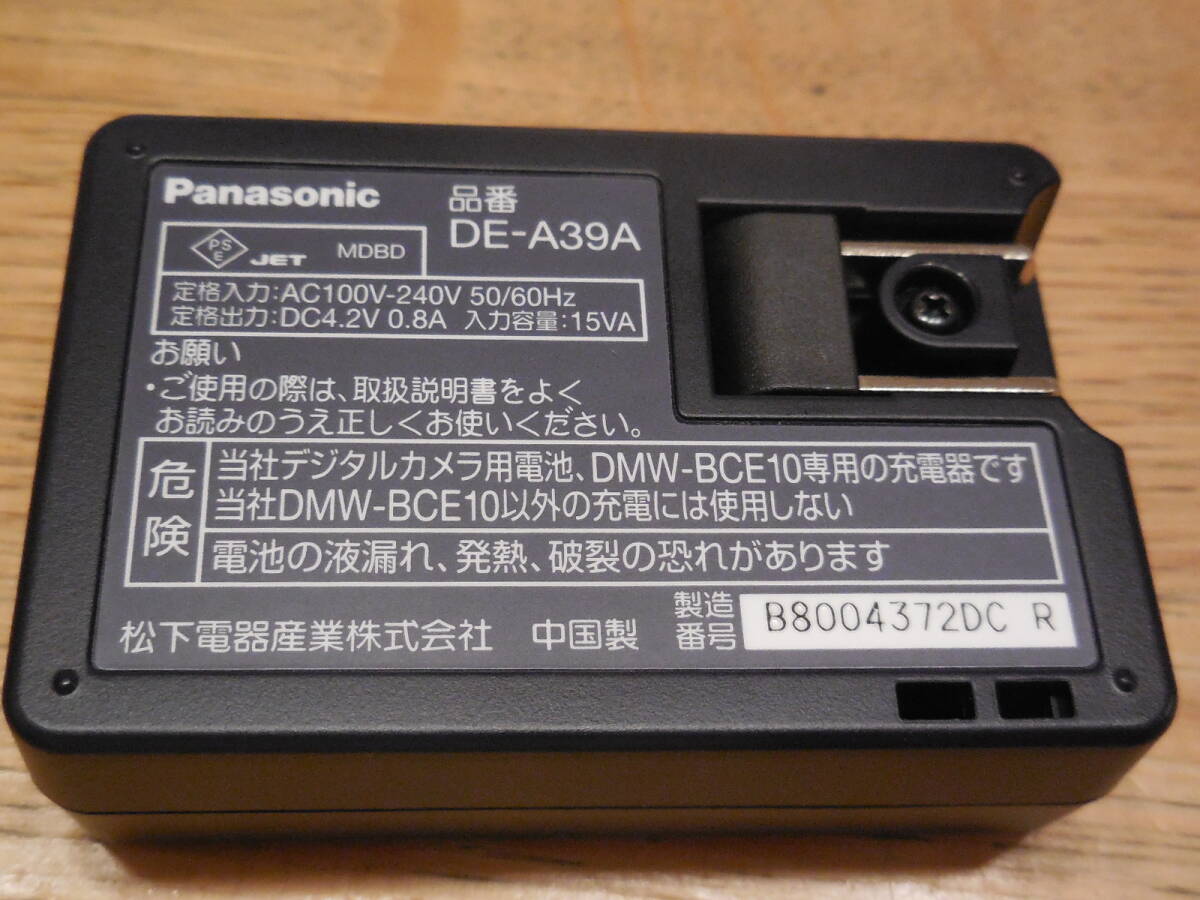 Panasonic
品番
DE-A39A
PSE JET MDBD
定格入力:AC100V-240V 50/60Hz
定格出力:DC4.2V 0.8A 入力容量:15VA
お願い
・ご使用の際は、取扱説明書をよく
お読みのうえ正しくお使いください。
危険
当社デジタルカメラ用電池、DMW-BCE10専用の充電器です
当社DMW-BCE10以外の充電には使用しない
電池の液漏れ、発熱、破裂の恐れがあります
松下電器産業株式会社 中国製
製造番号 B8004372DC R